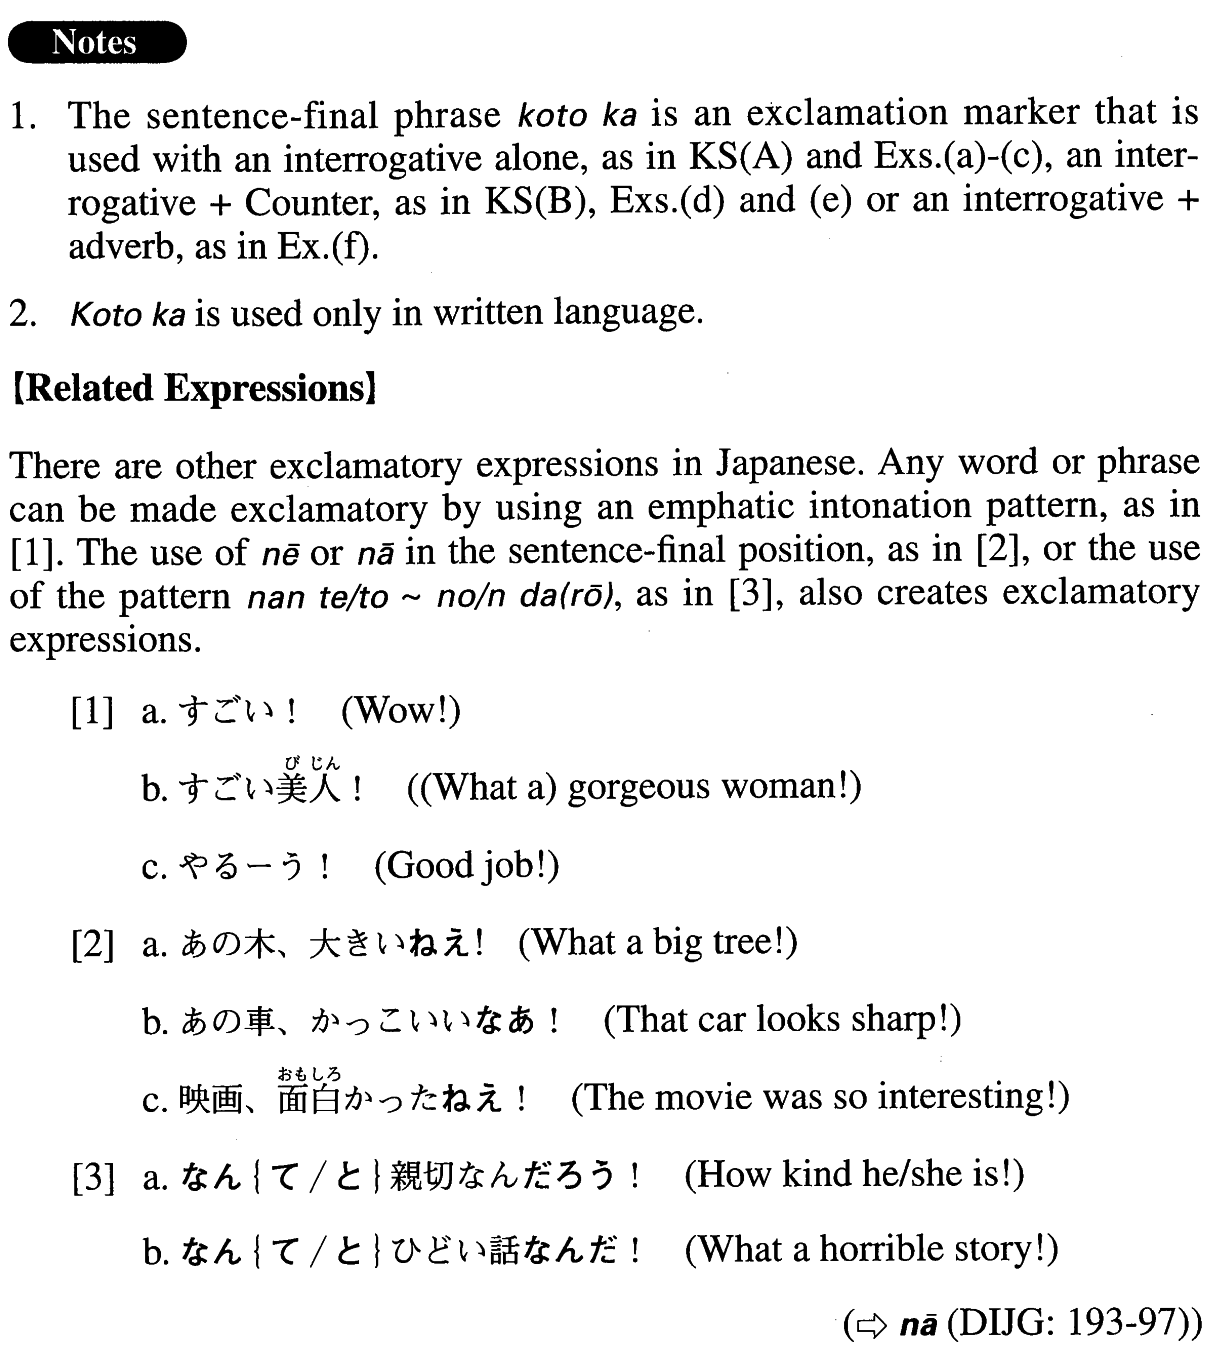 Notes
1. The sentence-final phrase koto ka is an exclamation marker that is
used with an interrogative alone, as in KS(A) and Exs.(a)-(c), an inter-
rogative + Counter, as in KS(B), Exs.(d) and (e) or an interrogative +
adverb, as in Ex.(f).
2. Koto ka is used only in written language.
【Related Expressions】
There are other exclamatory expressions in Japanese. Any word or phrase
can be made exclamatory by using an emphatic intonation pattern, as in
[1]. The use of nē or nā in the sentence-final position, as in [2], or the use
of the pattern nan te/to ~ no/n da(rō), as in [3], also creates exclamatory
expressions.
[1] a. すごい! (Wow!)
びじん
b. すごい美人! ((What a) gorgeous woman!)
c. やるーう! (Good job!)
[2] a. あの木、大きいねえ! (What a big tree!)
b. あの車、かっこいいなあ! (That car looks sharp!)
おもしろ
c. 映画、面白かったねえ! (The movie was so interesting!)
[3] a. なん{て/と}親切なんだろう! (How kind he/she is!)
b. なん{て/と}ひどい話なんだ! (What a horrible story!)
(⇨ nā (DIJG: 193-97))